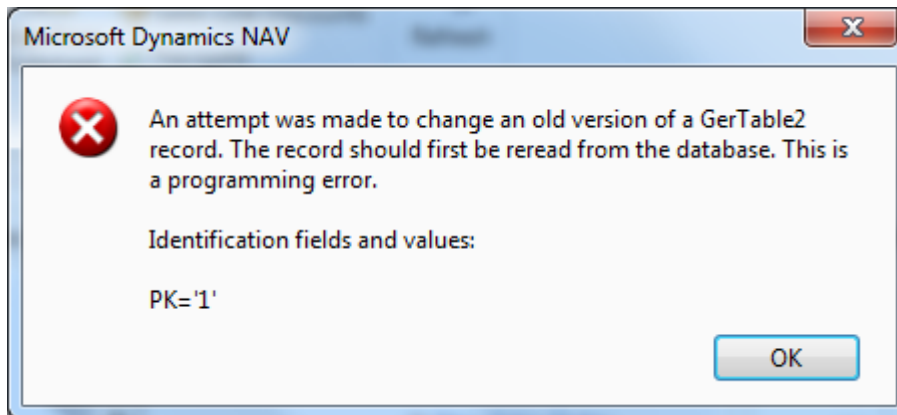 Microsoft Dynamics NAV
An attempt was made to change an old version of a GerTable2
record. The record should first be reread from the database. This is
a programming error.
Identification fields and values:
PK='1'
OK